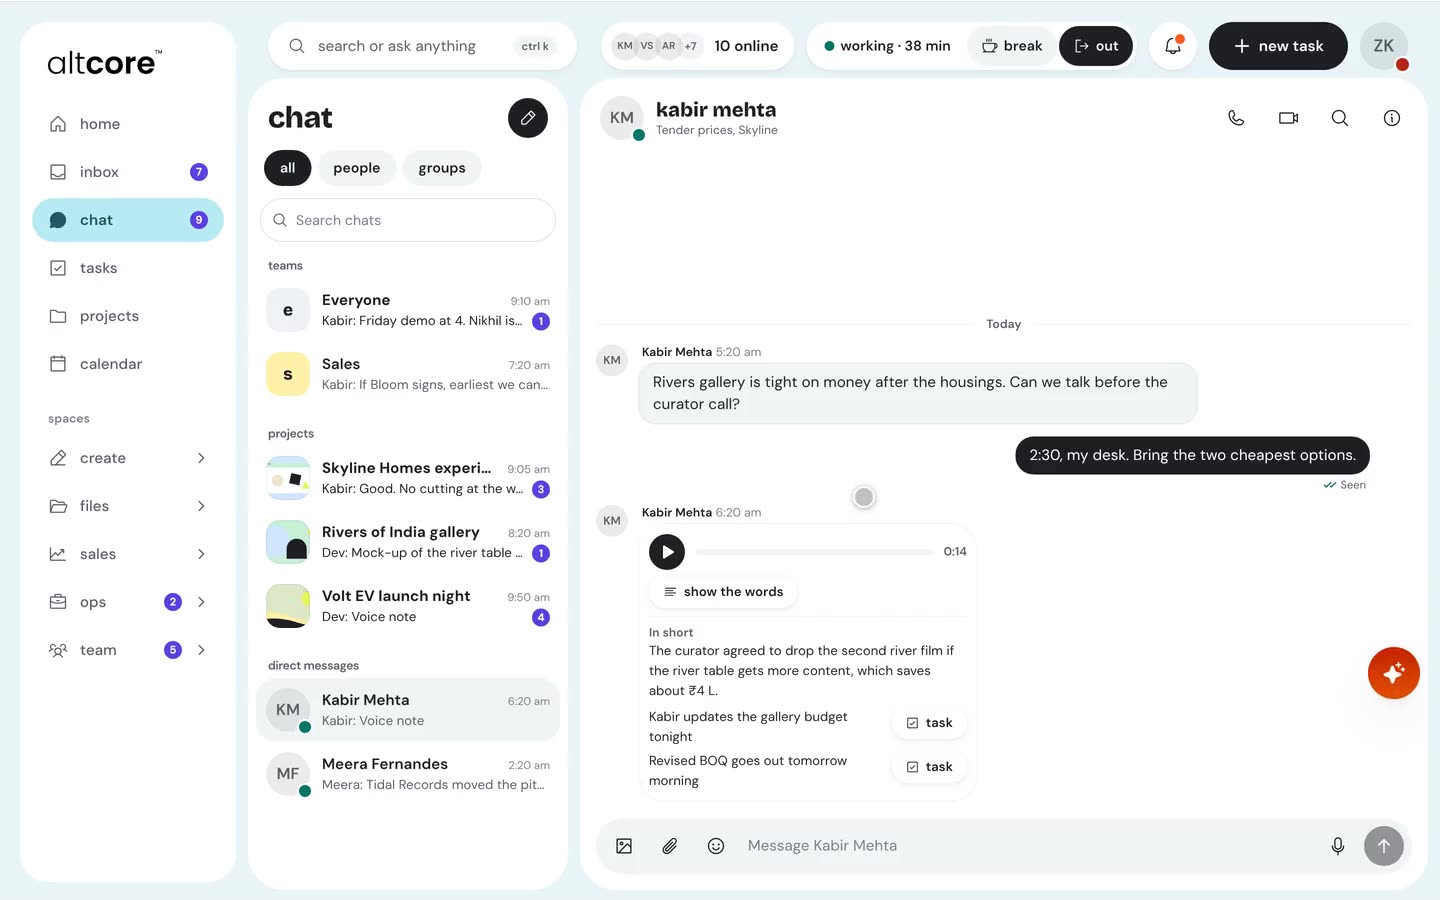 altcore™
home
inbox 7
chat 9
tasks
projects
calendar
spaces
create
files
sales
ops 2
team 5
search or ask anything ctrl k
KM VS AR +7 10 online
working · 38 min break out
new task
ZK
chat
all people groups
Search chats
teams
e
Everyone 9:10 am
Kabir: Friday demo at 4. Nikhil is... 1
s
Sales 7:20 am
Kabir: If Bloom signs, earliest we can...
projects
Skyline Homes experi... 9:05 am
Kabir: Good. No cutting at the w... 3
Rivers of India gallery 8:20 am
Dev: Mock-up of the river table ... 1
Volt EV launch night 9:50 am
Dev: Voice note 4
direct messages
KM
Kabir Mehta 6:20 am
Kabir: Voice note
MF
Meera Fernandes 2:20 am
Meera: Tidal Records moved the pit...
KM
kabir mehta
Tender prices, Skyline
Today
KM
Kabir Mehta 5:20 am
Rivers gallery is tight on money after the housings. Can we talk before the
curator call?
2:30, my desk. Bring the two cheapest options.
Seen
KM
Kabir Mehta 6:20 am
0:14
show the words
In short
The curator agreed to drop the second river film if
the river table gets more content, which saves
about ₹4 L.
Kabir updates the gallery budget
tonight
task
Revised BOQ goes out tomorrow
morning
task
Message Kabir Mehta